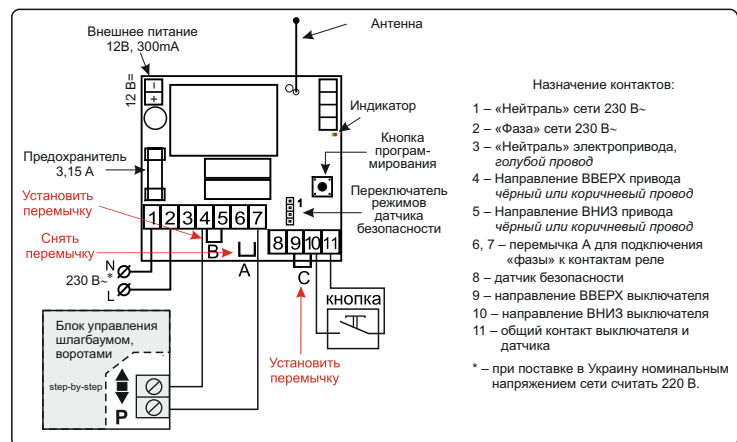 Внешнее питание
12В, 300mA
Антенна
12 В=
–
+
Индикатор
Кнопка
програм-
мирования
Предохранитель
3,15 А
Переключатель
режимов
датчика
безопасности
1
Установить
перемычку
1 2 3 4 5 6 7
8 9 10 11
Снять
перемычку
B
A
C
N
230 В~*
L
кнопка
Установить
перемычку
Блок управления
шлагбаумом,
воротами
step-by-step
P
Назначение контактов:
1 – «Нейтраль» сети 230 В~
2 – «Фаза» сети 230 В~
3 – «Нейтраль» электропривода,
голубой провод
4 – Направление ВВЕРХ привода
чёрный или коричневый провод
5 – Направление ВНИЗ привода
чёрный или коричневый провод
6, 7 – перемычка А для подключения
«фазы» к контактам реле
8 – датчик безопасности
9 – направление ВВЕРХ выключателя
10 – направление ВНИЗ выключателя
11 – общий контакт выключателя и
датчика
* – при поставке в Украину номинальным
напряжением сети считать 220 В.